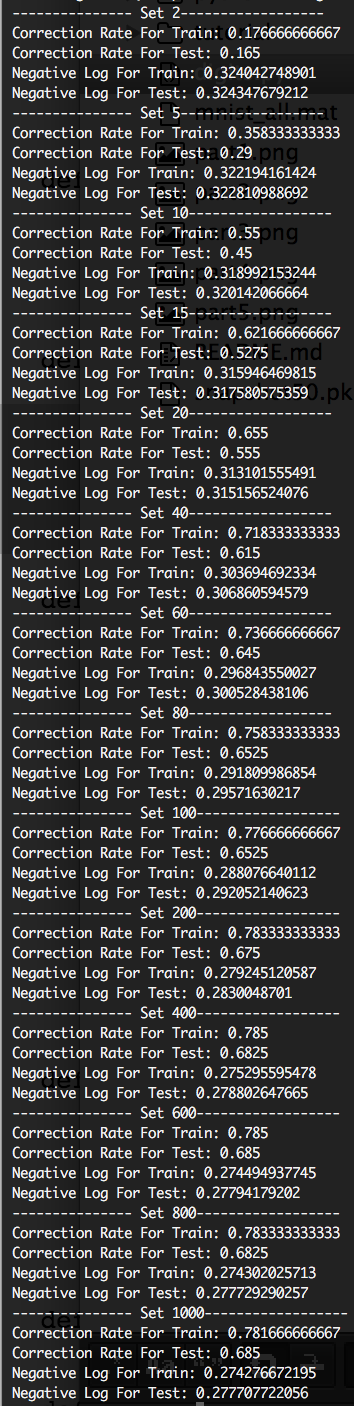 --------------- Set 2------------------
Correction Rate For Train: 0.176666666667
Correction Rate For Test: 0.165
Negative Log For Train: 0.324042748901
Negative Log For Test: 0.324347679212
--------------- Set 5------------------
Correction Rate For Train: 0.358333333333
Correction Rate For Test: 0.29
Negative Log For Train: 0.322194161424
Negative Log For Test: 0.322810988692
--------------- Set 10------------------
Correction Rate For Train: 0.55
Correction Rate For Test: 0.45
Negative Log For Train: 0.318992153244
Negative Log For Test: 0.320142066664
--------------- Set 15------------------
Correction Rate For Train: 0.621666666667
Correction Rate For Test: 0.5275
Negative Log For Train: 0.315946469815
Negative Log For Test: 0.317580575359
--------------- Set 20------------------
Correction Rate For Train: 0.655
Correction Rate For Test: 0.555
Negative Log For Train: 0.313101555491
Negative Log For Test: 0.315156524076
--------------- Set 40------------------
Correction Rate For Train: 0.718333333333
Correction Rate For Test: 0.615
Negative Log For Train: 0.303694692334
Negative Log For Test: 0.306860594579
--------------- Set 60------------------
Correction Rate For Train: 0.736666666667
Correction Rate For Test: 0.645
Negative Log For Train: 0.296843550027
Negative Log For Test: 0.300528438106
--------------- Set 80------------------
Correction Rate For Train: 0.758333333333
Correction Rate For Test: 0.6525
Negative Log For Train: 0.291809986854
Negative Log For Test: 0.29571630217
--------------- Set 100------------------
Correction Rate For Train: 0.776666666667
Correction Rate For Test: 0.6525
Negative Log For Train: 0.288076640112
Negative Log For Test: 0.292052140623
--------------- Set 200------------------
Correction Rate For Train: 0.783333333333
Correction Rate For Test: 0.675
Negative Log For Train: 0.279245120587
Negative Log For Test: 0.2830048701
--------------- Set 400------------------
Correction Rate For Train: 0.785
Correction Rate For Test: 0.6825
Negative Log For Train: 0.275295595478
Negative Log For Test: 0.278802647665
--------------- Set 600------------------
Correction Rate For Train: 0.785
Correction Rate For Test: 0.685
Negative Log For Train: 0.274494937745
Negative Log For Test: 0.27794179202
--------------- Set 800------------------
Correction Rate For Train: 0.783333333333
Correction Rate For Test: 0.6825
Negative Log For Train: 0.274302025713
Negative Log For Test: 0.277729290257
--------------- Set 1000------------------
Correction Rate For Train: 0.781666666667
Correction Rate For Test: 0.685
Negative Log For Train: 0.274276672195
Negative Log For Test: 0.277707722056
mnist_all.mat
README.md